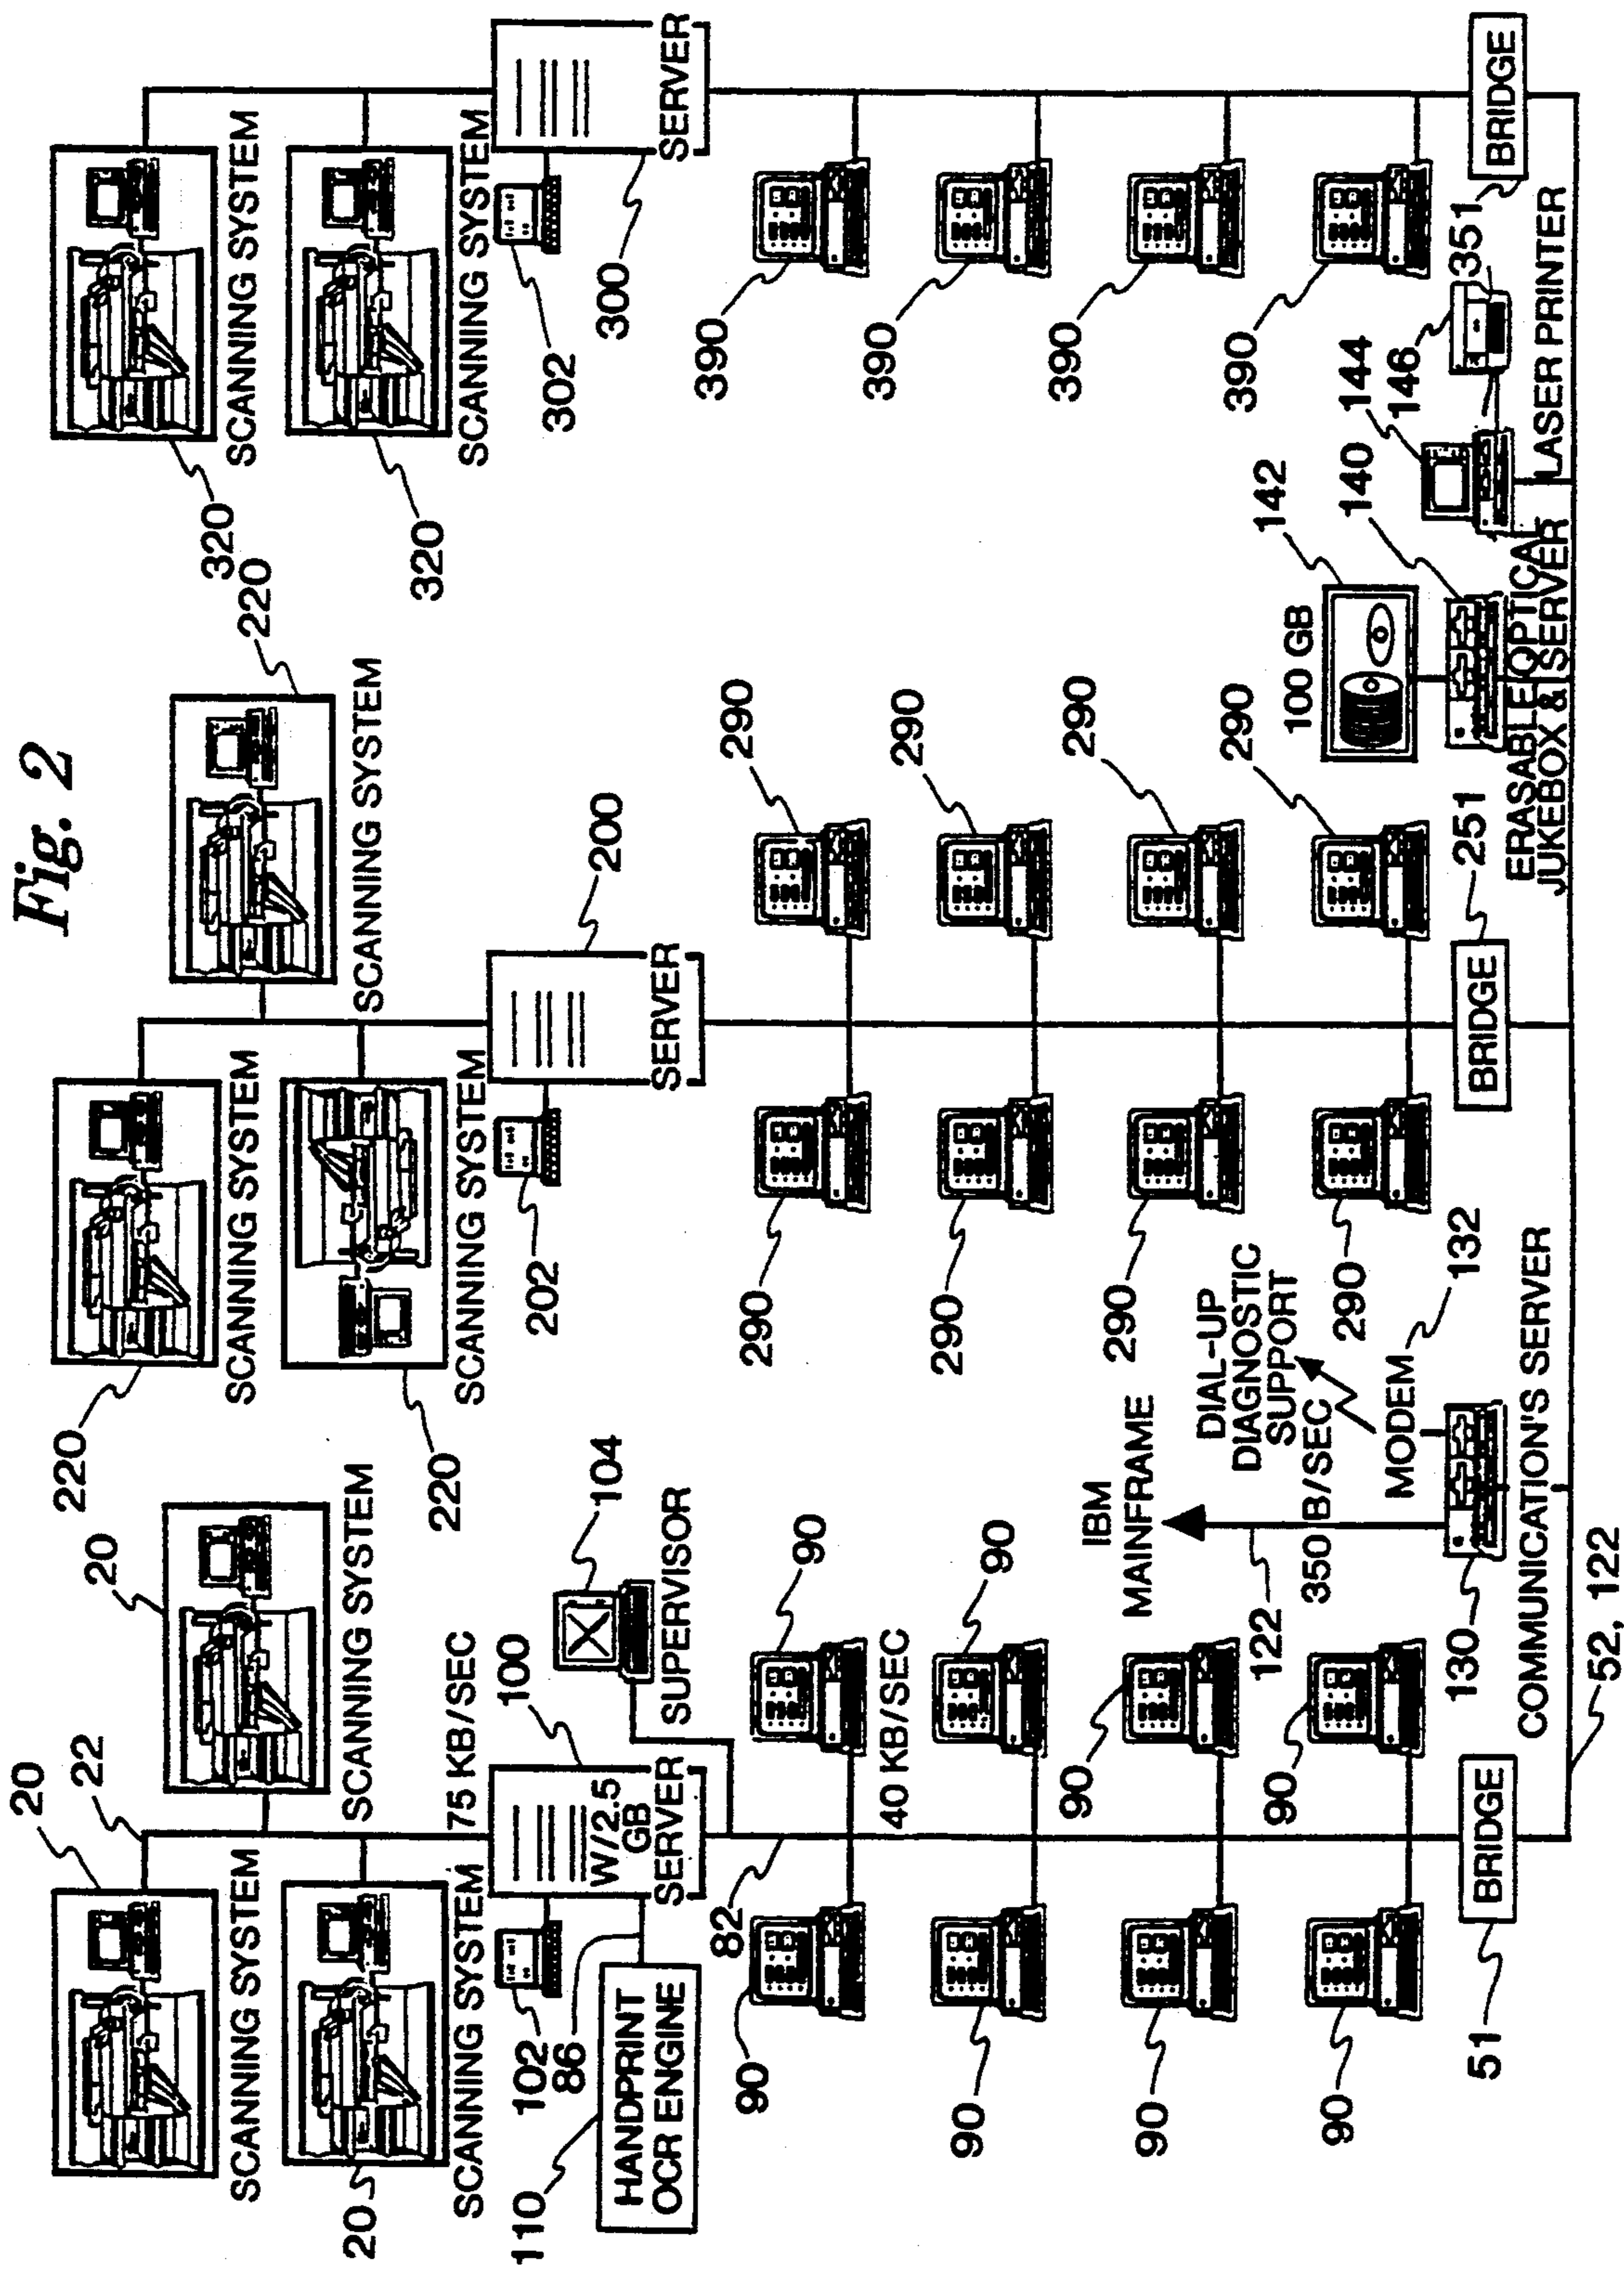 Fig. 2
20
22
20
220
220
320
320
SCANNING SYSTEM
SCANNING SYSTEM
SCANNING SYSTEM
SCANNING SYSTEM
SCANNING SYSTEM
20
SCANNING SYSTEM
75 KB/SEC
220
SCANNING SYSTEM
320
SCANNING SYSTEM
110
102
86
HANDPRINT
OCR ENGINE
W/2.5
GB
SERVER
100
104
SUPERVISOR
202
SERVER
200
302
300
SERVER
82
90
90
40 KB/SEC
290
290
390
90
90
290
290
390
90
90
IBM
MAINFRAME
290
290
390
90
90
122
350 B/SEC
DIAL-UP
DIAGNOSTIC
SUPPORT
290
290
390
142
100 GB
140
144
146
351
51
BRIDGE
130
MODEM
132
COMMUNICATION'S SERVER
BRIDGE
251
ERASABLE OPTICAL
JUKEBOX & SERVER
LASER PRINTER
BRIDGE
52, 122